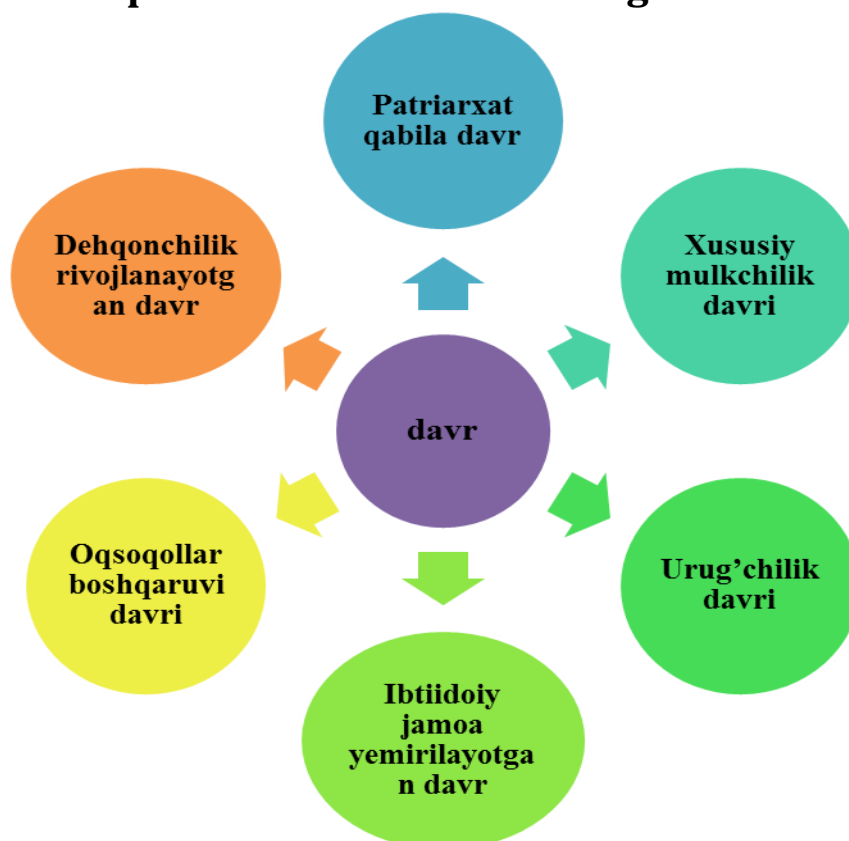 Patriarxat
qabila davr
Xususiy
mulkchilik
davri
Urug’chilik
davri
Ibtiidoiy
jamoa
yemirilayotga
n davr
Oqsoqollar
boshqaruvi
davri
Dehqonchilik
rivojlanayotg
an davr
davr